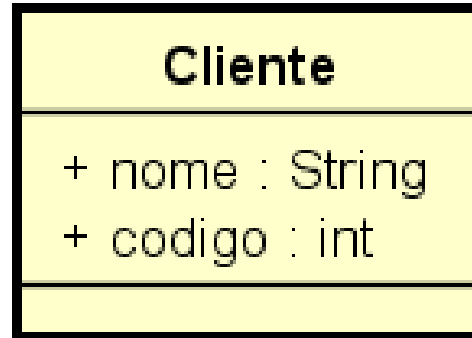 Cliente
+ nome : String
+ codigo : int